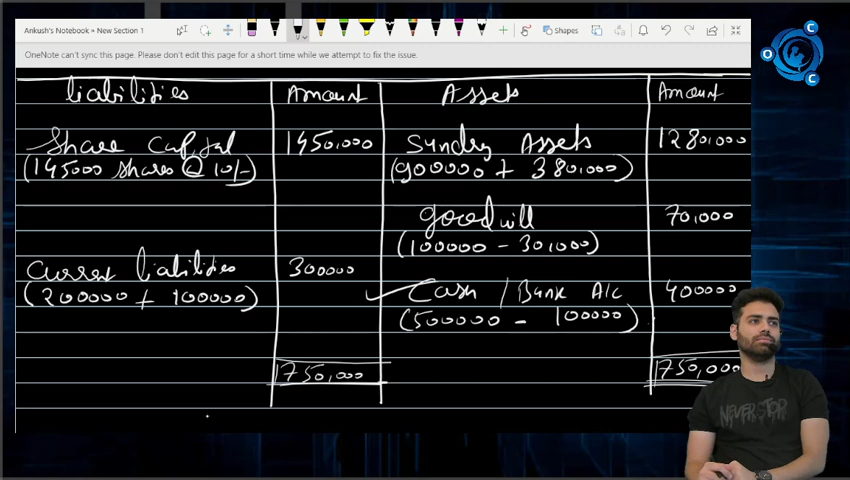 Ankush's Notebook » New Section 1
Shapes
OneNote can't sync this page. Please don't edit this page for a short time while we attempt to fix the issue.
Liabilities Amount Assets Amount
Share Capital 1450,000 Sundry Assets 1280,000
(145000 Shares @ 10/-) (900000 + 380,000)
Goodwill 70,000
(100000 - 30,000)
Current liabilities 300000
(200000 + 100000) Cash / Bank A/c 400000
(500000 - 100000)
1750,000 1750,000
O C C
NEVER STOP